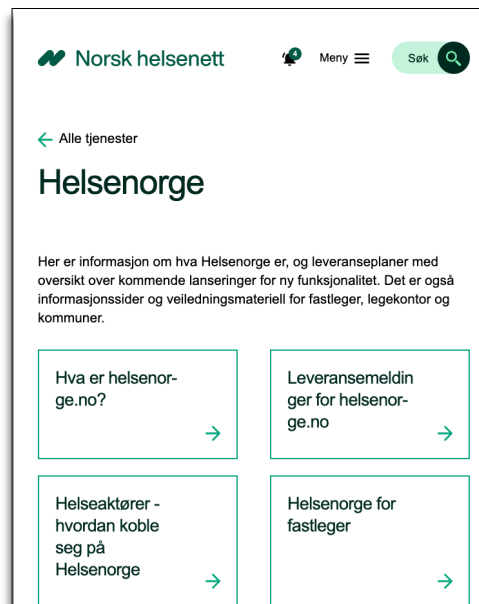 Norsk helsenett
4
Meny
Søk
Alle tjenester
Helsenorge
Her er informasjon om hva Helsenorge er, og leveranseplaner med
oversikt over kommende lanseringer for ny funksjonalitet. Det er også
informasjonssider og veiledningsmateriell for fastleger, legekontor og
kommuner.
Hva er helsenor-
ge.no?
Leveransemeldin
ger for helsenor-
ge.no
Helseaktører -
hvordan koble
seg på
Helsenorge
Helsenorge for
fastleger